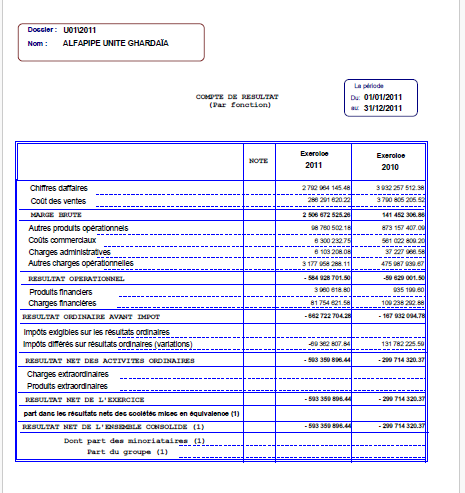 Dossier : U01\2011
Nom : ALFAPIPE UNITE GHARDAÏA
COMPTE DE RESULTAT
(Par fonction)
La période
Du: 01/01/2011
au: 31/12/2011
NOTE Exercice 2011 Exercice 2010
Chiffres daffaires 2 792 964 145.48 3 932 257 512.38
Coût des ventes 286 291 620.22 3 790 805 205.52
MARGE BRUTE 2 506 672 525.26 141 452 306.86
Autres produits opérationnels 98 760 502.18 873 157 407.09
Coûts commerciaux 6 300 232.75 561 022 809.20
Charges administratives 6 103 208.08 37 227 966.58
Autres charges opérationnelles 3 177 958 288.11 475 987 939.67
RESULTAT OPERATIONNEL - 584 928 701.50 -59 629 001.50
Produits financiers 3 960 618.80 935 199.60
Charges financières 81 754 621.58 109 238 292.88
RESULTAT ORDINAIRE AVANT IMPOT - 662 722 704.28 - 167 932 094.78
Impôts exigibles sur les résultats ordinaires
Impôts différés sur résultats ordinaires (variations) -69 362 807.84 131 782 225.59
RESULTAT NET DES ACTIVITES ORDINAIRES - 593 359 896.44 - 299 714 320.37
Charges extraordinaires
Produits extraordinaires
RESULTAT NET DE L'EXERCICE - 593 359 896.44 - 299 714 320.37
part dans les résultats nets des sociétés mises en équivalence (1)
RESULTAT NET DE L'ENSEMBLE CONSOLIDE (1) - 593 359 896.44 - 299 714 320.37
Dont part des minoriataires (1)
Part du groupe (1)